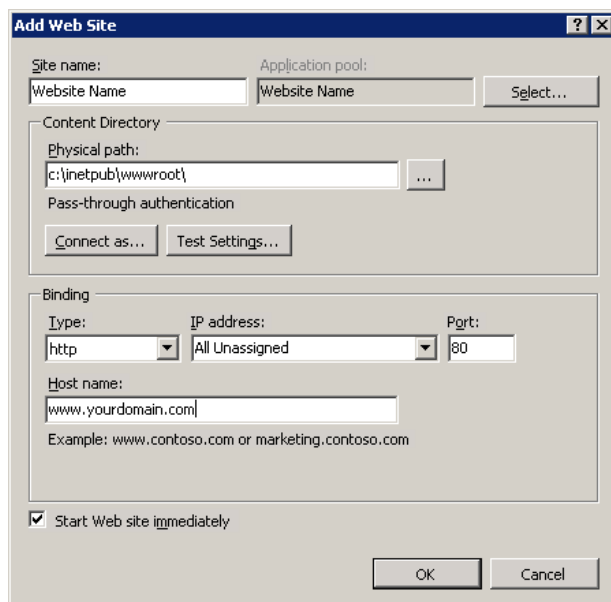 Add Web Site
Site name: Application pool:
Website Name Website Name Select...
Content Directory
Physical path:
c:\inetpub\wwwroot\ ...
Pass-through authentication
Connect as... Test Settings...
Binding
Type: IP address: Port:
http All Unassigned 80
Host name:
www.yourdomain.com
Example: www.contoso.com or marketing.contoso.com
Start Web site immediately
OK Cancel